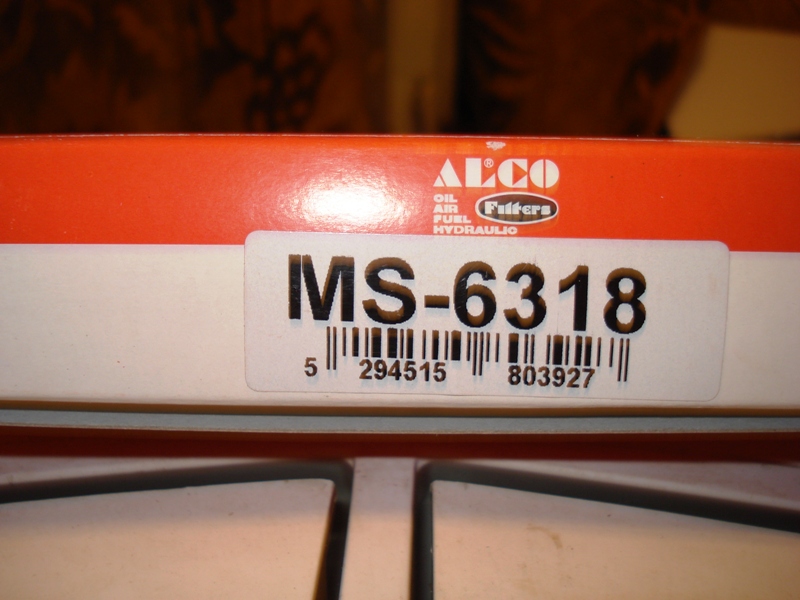 ALCO®
OIL
AIR
FUEL
HYDRAULIC
Filters
MS-6318
5 294515 803927